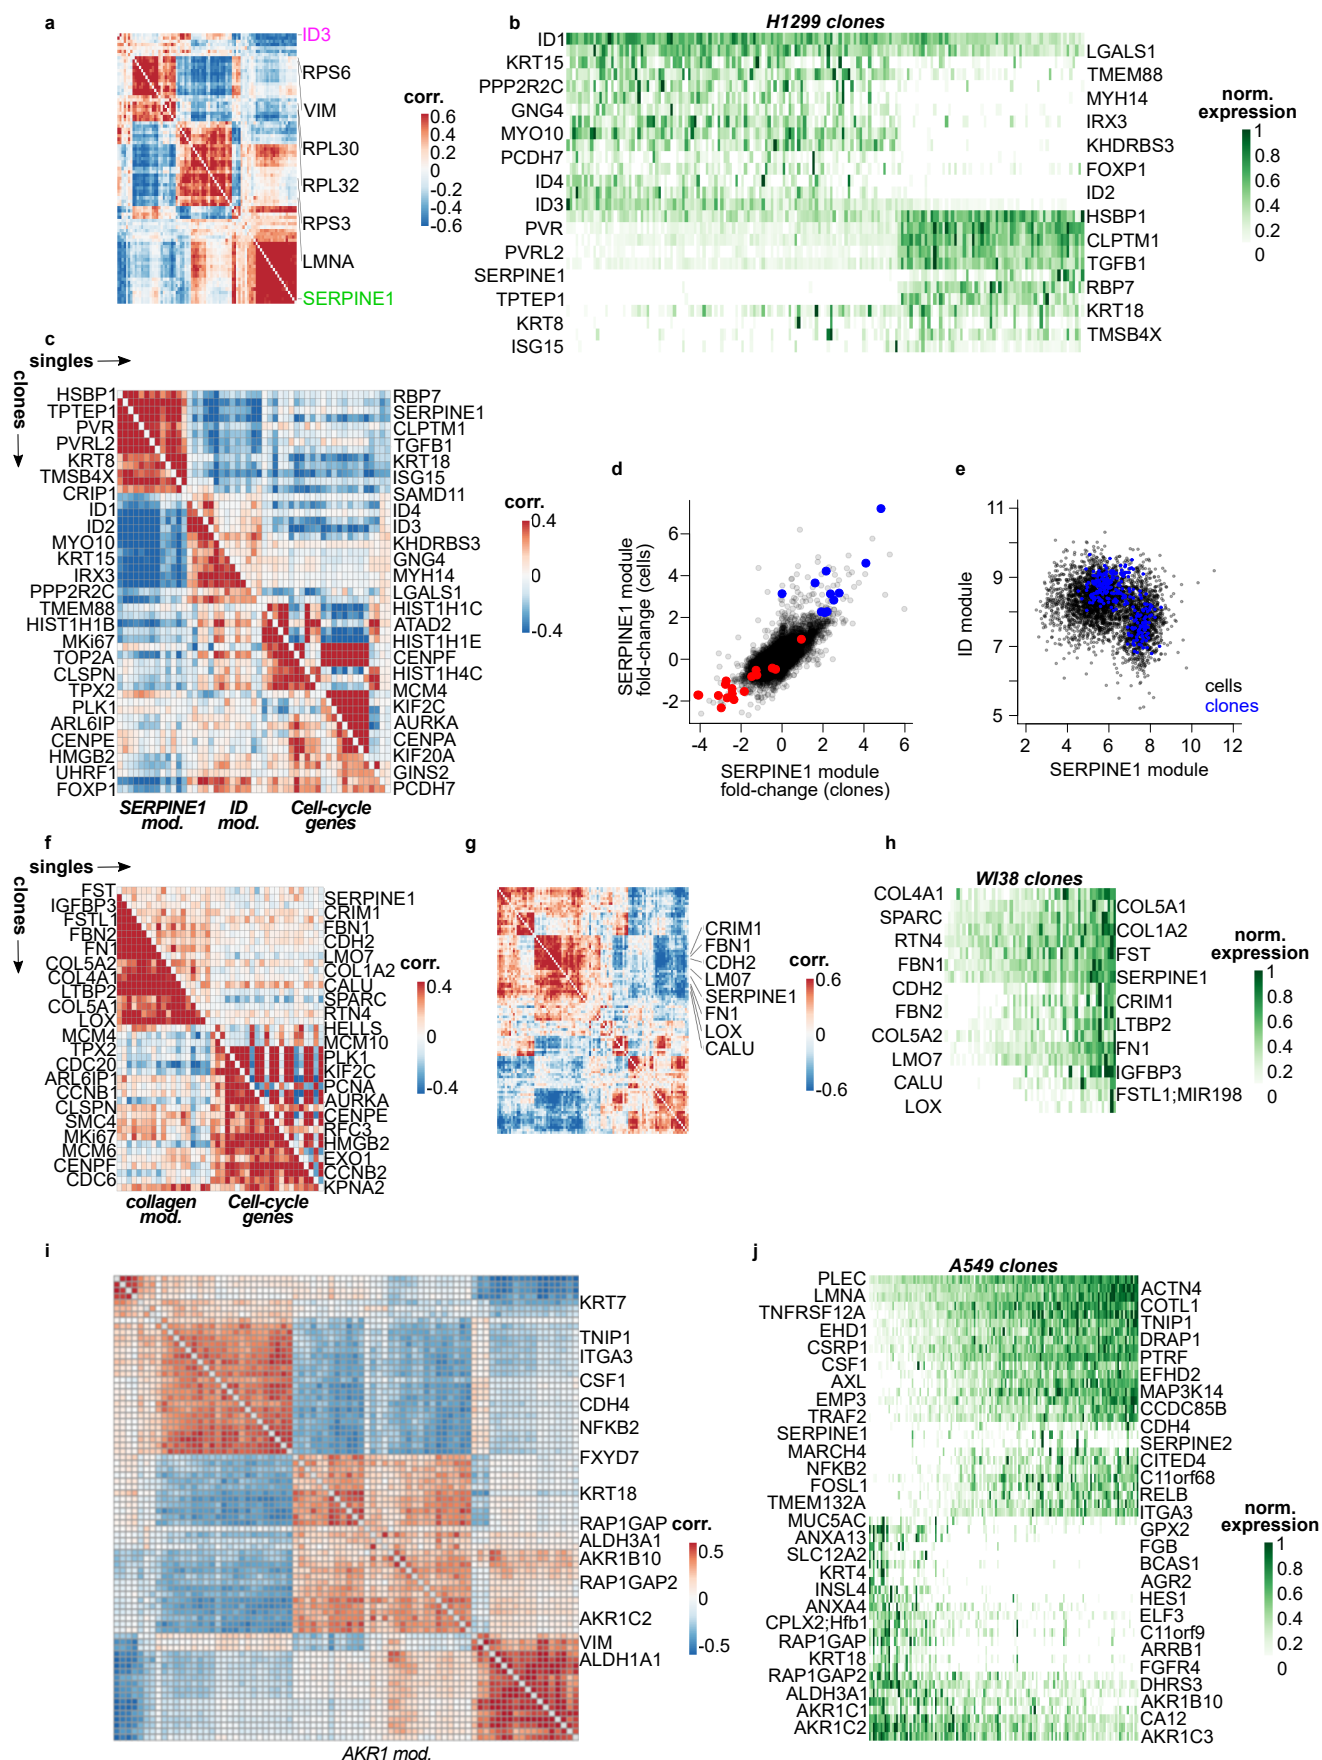 a
ID3
RPS6
VIM
RPL30
RPL32
RPS3
LMNA
SERPINE1
corr.
0.6
0.4
0.2
0
-0.2
-0.4
-0.6
b
H1299 clones
ID1
KRT15
PPP2R2C
GNG4
MYO10
PCDH7
ID4
ID3
PVR
PVRL2
SERPINE1
TPTEP1
KRT8
ISG15
LGALS1
TMEM88
MYH14
IRX3
KHDRBS3
FOXP1
ID2
HSBP1
CLPTM1
TGFB1
RBP7
KRT18
TMSB4X
norm.
expression
1
0.8
0.6
0.4
0.2
0
c
singles
clones
HSBP1
TPTEP1
PVR
PVRL2
KRT8
TMSB4X
CRIP1
ID1
ID2
MYO10
KRT15
IRX3
PPP2R2C
TMEM88
HIST1H1B
MKi67
TOP2A
CLSPN
TPX2
PLK1
ARL6IP
CENPE
HMGB2
UHRF1
FOXP1
RBP7
SERPINE1
CLPTM1
TGFB1
KRT18
ISG15
SAMD11
ID4
ID3
KHDRBS3
GNG4
MYH14
LGALS1
HIST1H1C
ATAD2
HIST1H1E
CENPF
HIST1H4C
MCM4
KIF2C
AURKA
CENPA
KIF20A
GINS2
PCDH7
SERPINE1
mod.
ID
mod.
Cell-cycle
genes
corr.
0.4
0
-0.4
d
SERPINE1 module
fold-change (cells)
6
4
2
0
-2
-4
-2
0
2
4
6
SERPINE1 module
fold-change (clones)
e
ID module
11
9
7
5
cells
clones
2
4
6
8
10
12
SERPINE1 module
f
singles
clones
FST
IGFBP3
FSTL1
FBN2
FN1
COL5A2
COL4A1
LTBP2
COL5A1
LOX
MCM4
TPX2
CDC20
ARL6IP1
CCNB1
CLSPN
SMC4
MKi67
MCM6
CENPF
CDC6
SERPINE1
CRIM1
FBN1
CDH2
LMO7
COL1A2
CALU
SPARC
RTN4
HELLS
MCM10
PLK1
KIF2C
PCNA
AURKA
CENPE
RFC3
HMGB2
EXO1
CCNB2
KPNA2
collagen
mod.
Cell-cycle
genes
corr.
0.4
0
-0.4
g
CRIM1
FBN1
CDH2
LM07
SERPINE1
FN1
LOX
CALU
corr.
0.6
0
-0.6
h
WI38 clones
COL4A1
SPARC
RTN4
FBN1
CDH2
FBN2
COL5A2
LMO7
CALU
LOX
COL5A1
COL1A2
FST
SERPINE1
CRIM1
LTBP2
FN1
IGFBP3
FSTL1;MIR198
norm.
expression
1
0.8
0.6
0.4
0.2
0
i
KRT7
TNIP1
ITGA3
CSF1
CDH4
NFKB2
FXYD7
KRT18
RAP1GAP
ALDH3A1
AKR1B10
RAP1GAP2
AKR1C2
VIM
ALDH1A1
AKR1 mod.
corr.
0.5
0
-0.5
j
A549 clones
PLEC
LMNA
TNFRSF12A
EHD1
CSRP1
CSF1
AXL
EMP3
TRAF2
SERPINE1
MARCH4
NFKB2
FOSL1
TMEM132A
MUC5AC
ANXA13
SLC12A2
KRT4
INSL4
ANXA4
CPLX2;Hfb1
RAP1GAP
KRT18
RAP1GAP2
ALDH3A1
AKR1C1
AKR1C2
ACTN4
COTL1
TNIP1
DRAP1
PTRF
EFHD2
MAP3K14
CCDC85B
CDH4
SERPINE2
CITED4
C11orf68
RELB
ITGA3
GPX2
FGB
BCAS1
AGR2
HES1
ELF3
C11orf9
ARRB1
FGFR4
DHRS3
AKR1B10
CA12
AKR1C3
norm.
expression
1
0.8
0.6
0.4
0.2
0